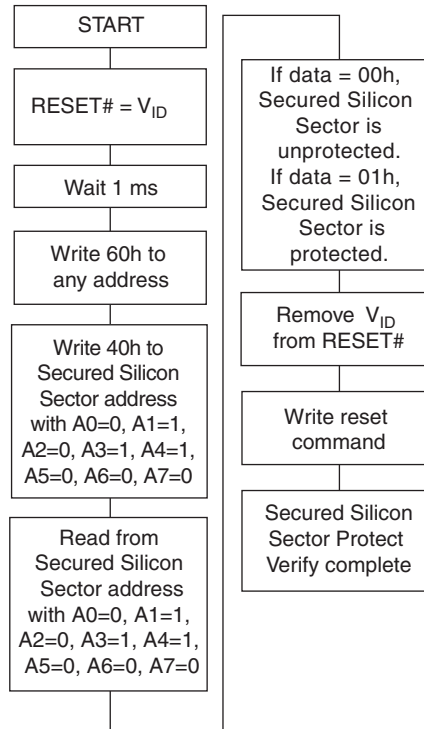 START
RESET# = VID
Wait 1 ms
Write 60h to
any address
Write 40h to
Secured Silicon
Sector address
with A0=0, A1=1,
A2=0, A3=1, A4=1,
A5=0, A6=0, A7=0
Read from
Secured Silicon
Sector address
with A0=0, A1=1,
A2=0, A3=1, A4=1,
A5=0, A6=0, A7=0
If data = 00h,
Secured Silicon
Sector is
unprotected.
If data = 01h,
Secured Silicon
Sector is
protected.
Remove VID
from RESET#
Write reset
command
Secured Silicon
Sector Protect
Verify complete